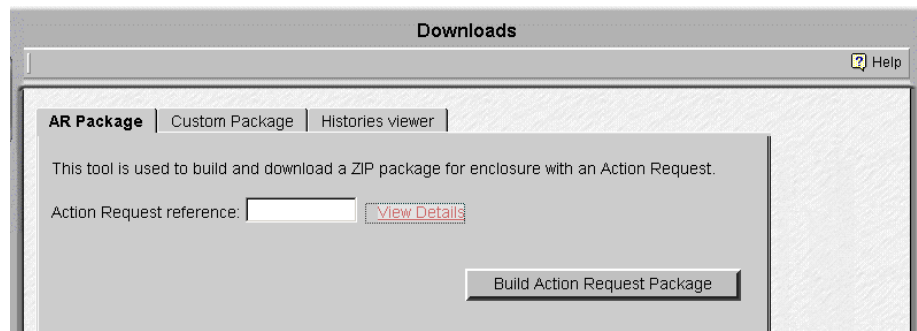 Downloads
Help
AR Package Custom Package Histories viewer
This tool is used to build and download a ZIP package for enclosure with an Action Request.
Action Request reference: View Details
Build Action Request Package